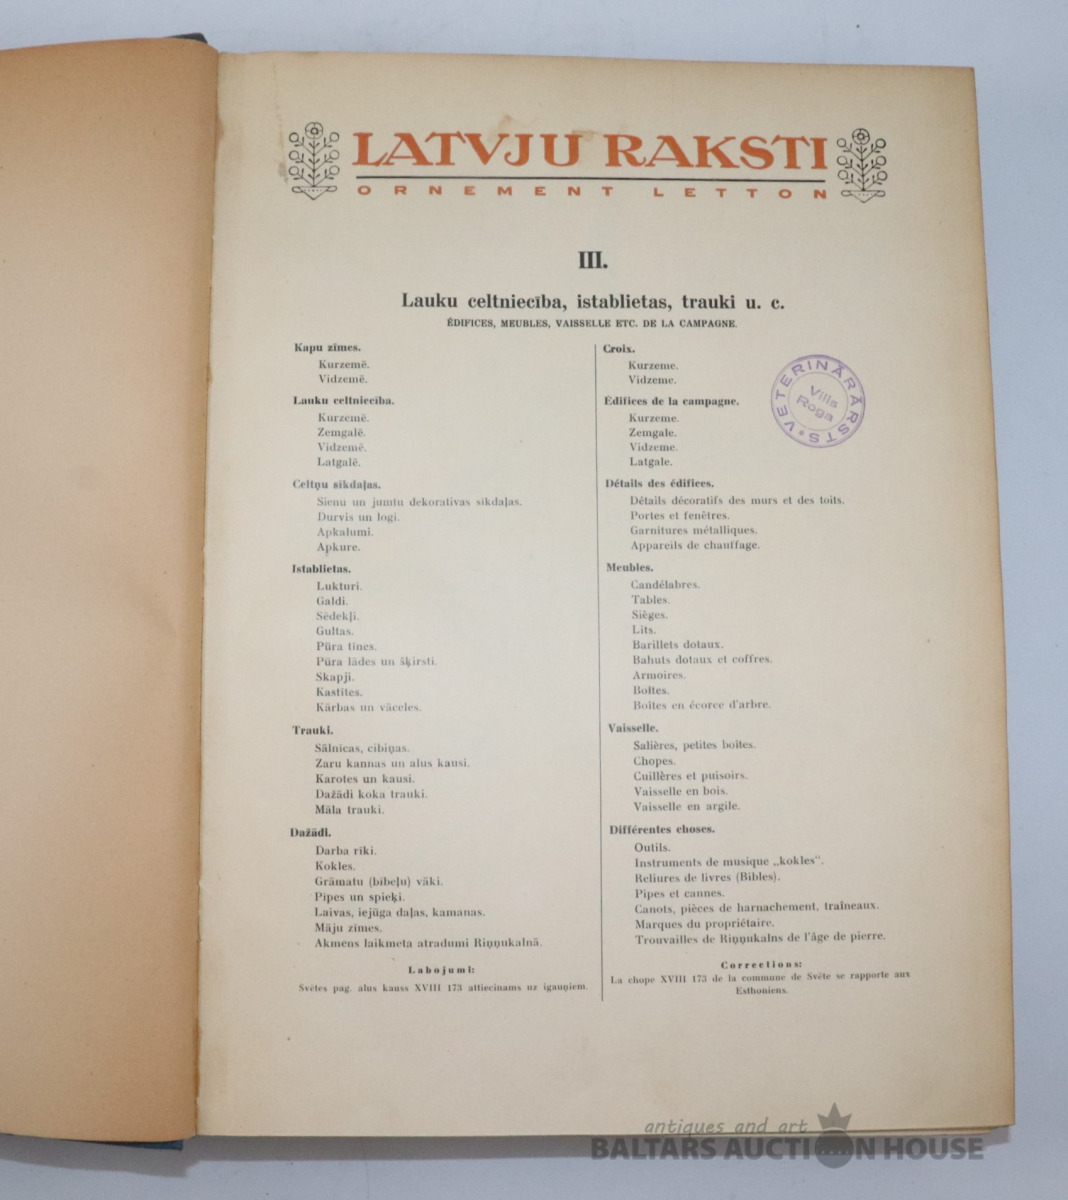 LATVJU RAKSTI
ORNEMENT LETTON
III.
Lauku celtniecība, istablietas, trauki u. c.
ÉDIFICES, MEUBLES, VAISSELLE ETC. DE LA CAMPAGNE.
Kapu zīmes.
Kurzemē.
Vidzemē.
Lauku celtniecība.
Kurzemē.
Zemgalē.
Vidzemē.
Latgalē.
Celtņu sīkdaļas.
Sienu un jumtu dekorativas sīkdaļas.
Durvis un logi.
Apkalumi.
Apkure.
Istablietas.
Lukturi.
Galdi.
Sēdekļi.
Gultas.
Pūra tīnes.
Pūra lādes un šķirsti.
Skapji.
Kastītes.
Kārbas un vāceles.
Trauki.
Sālnicas, cibiņas.
Zaru kannas un alus kausi.
Karotes un kausi.
Dažādi koka trauki.
Māla trauki.
Dažādi.
Darba rīki.
Kokles.
Grāmatu (bībeļu) vāki.
Pīpes un spieķi.
Laivas, iejūga daļas, kamanas.
Māju zīmes.
Akmens laikmeta atradumi Riņņukalnā.
Labojumi:
Svētes pag. alus kauss XVIII 173 attiecinams uz igauņiem.
Croix.
Kurzeme.
Vidzeme.
Édifices de la campagne.
Kurzeme.
Zemgale.
Vidzeme.
Latgale.
Détails des édifices.
Détails décoratifs des murs et des toits.
Portes et fenêtres.
Garnitures métalliques.
Appareils de chauffage.
Meubles.
Candélabres.
Tables.
Sièges.
Lits.
Barillets dotaux.
Bahuts dotaux et coffres.
Armoires.
Boîtes.
Boîtes en écorce d'arbre.
Vaisselle.
Salières, petites boîtes.
Chopes.
Cuillères et puisoirs.
Vaisselle en bois.
Vaisselle en argile.
Différentes choses.
Outils.
Instruments de musique „kokles“.
Reliures de livres (Bibles).
Pipes et cannes.
Canots, pièces de harnachement, traîneaux.
Marques du propriétaire.
Trouvailles de Riņņukalns de l'âge de pierre.
Corrections:
La chope XVIII 173 de la commune de Svēte se rapporte aux
Esthoniens.
VETERINĀRĀRSTS
Vilis
Roga
antiques and art
BALTARS AUCTION HOUSE